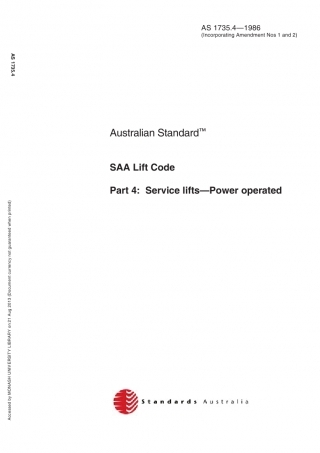 AS 1735.4—1986
(Incorporating Amendment Nos 1 and 2)
AS 1735.4
Australian Standard™
SAA Lift Code
Part 4: Service lifts—Power operated
Accessed by MONASH UNIVERSITY LIBRARY on 21 Aug 2013 (Document currency not guaranteed when printed)
Standards Australia